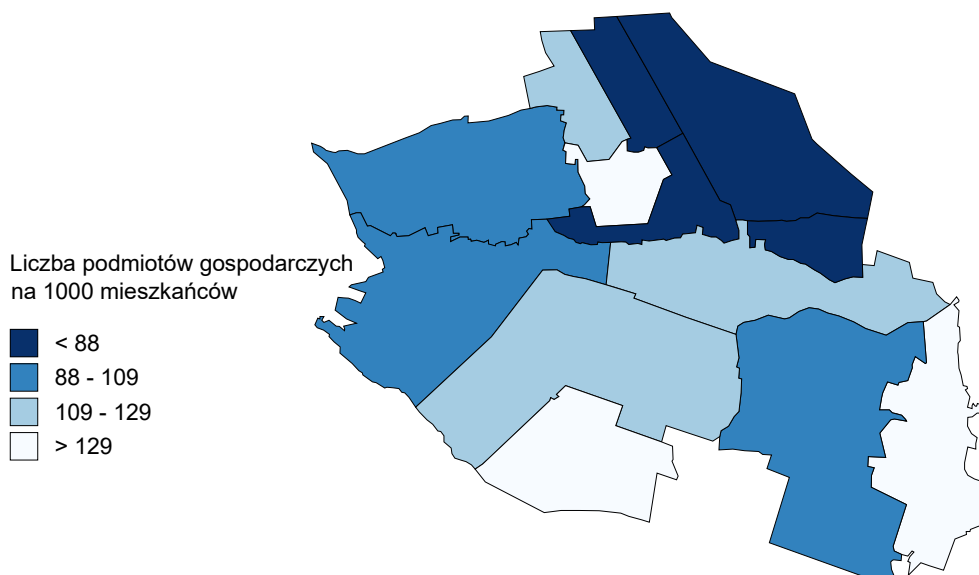 Liczba podmiotów gospodarczych
na 1000 mieszkańców
< 88
88 - 109
109 - 129
> 129